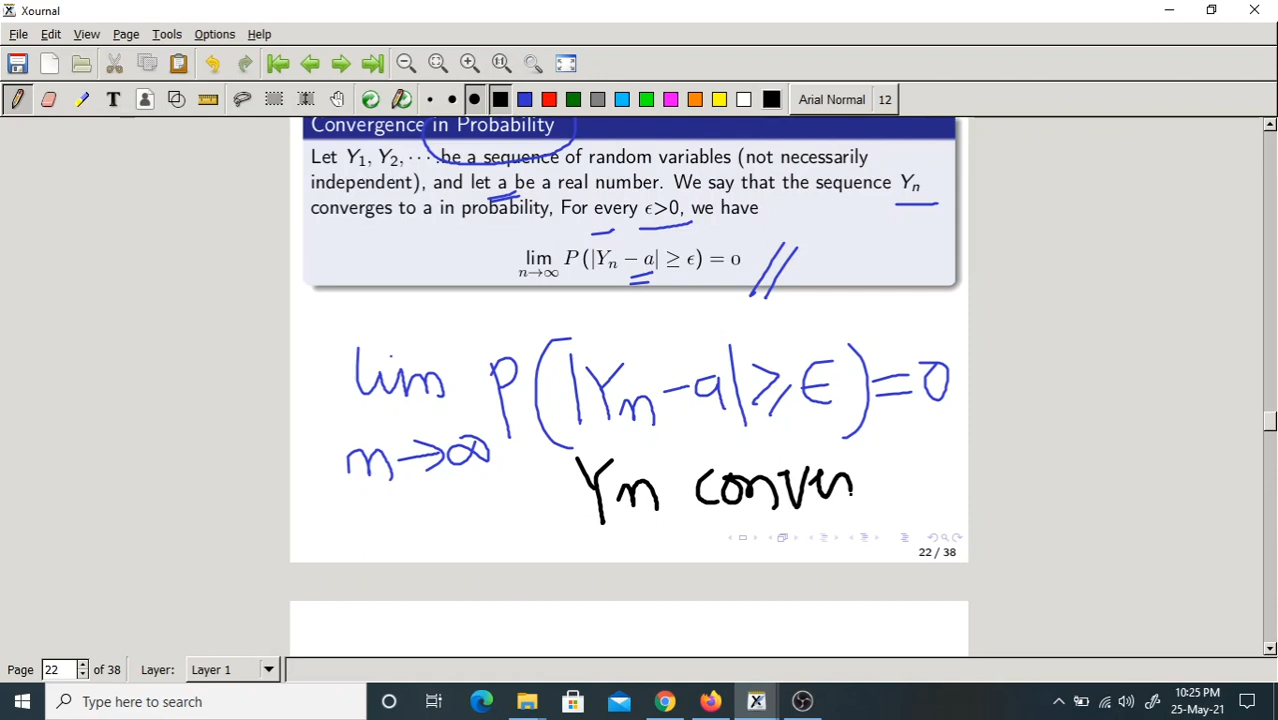 Xournal
File Edit View Page Tools Options Help
Arial Normal 12
Convergence in Probability
Let Y₁, Y₂, ⋯ .be a sequence of random variables (not necessarily
independent), and let a be a real number. We say that the sequence Yₙ
converges to a in probability, For every ϵ>0, we have
lim n→∞ P(|Yₙ − a| ≥ ϵ) = o
lim n→∞ P(|Yn − a| ≥ ϵ) = 0
Yn conver
22 / 38
Page 22 of 38 Layer: Layer 1
Type here to search
10:25 PM
25-May-21